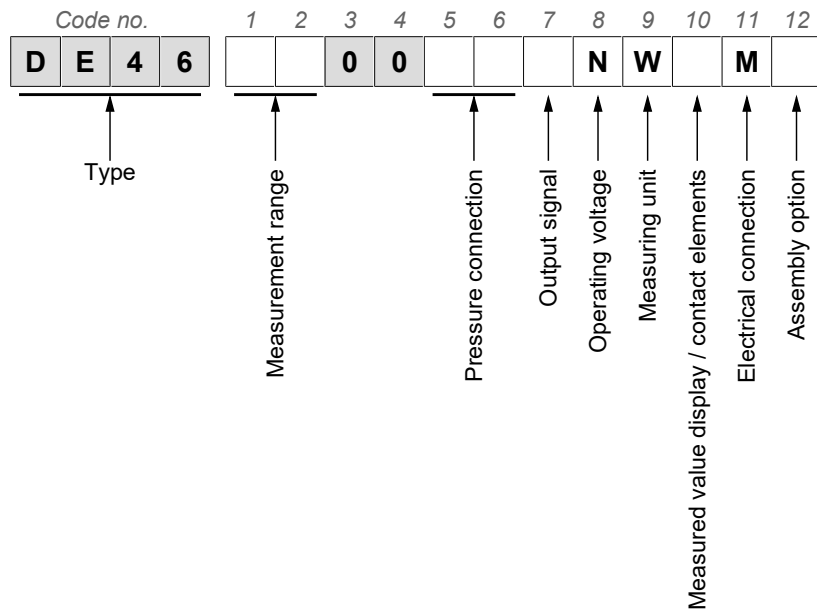 Code no. 1 2 3 4 5 6 7 8 9 10 11 12
D E 4 6 0 0 N W M
Type
Measurement range
Pressure connection
Output signal
Operating voltage
Measuring unit
Measured value display / contact elements
Electrical connection
Assembly option